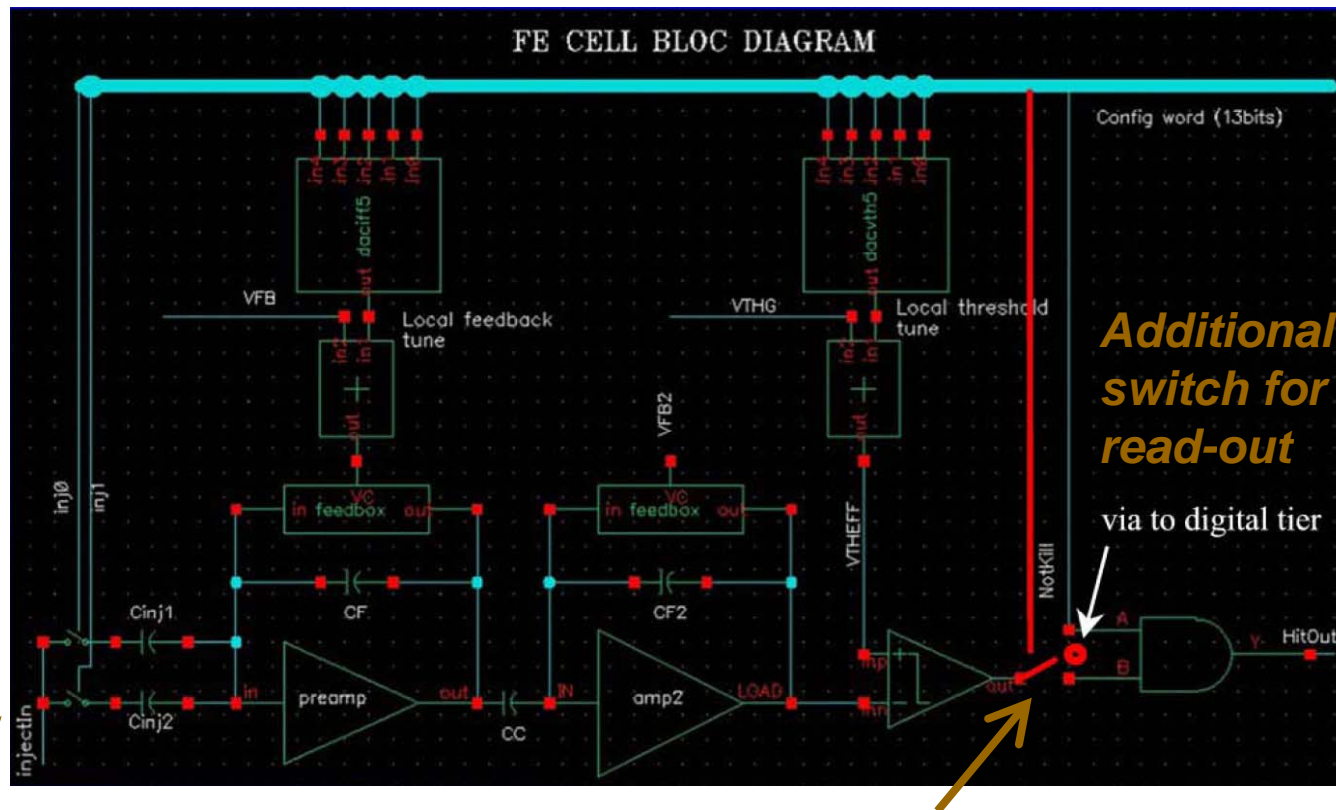 FE CELL BLOC DIAGRAM
Config word (13bits)
in4 in3 in2 in1 in0
in4 in3 in2 in1 in0
daciff5
dacvth5
out
out
VFB
VTHG
Local feedback
tune
Local threshold
tune
in2 in1
in2 in1
+
+
out
out
Additional
switch for
read-out
VFB2
inj0
inj1
VC
in feedbox out
VC
in feedbox out
via to digital tier
VTHEFF
NotKill
CF
CF2
Cinj1
A
Y
HitOut
B
inp
in
preamp
out
IN
amp2
LOAD
out
inn
Cinj2
CC
injectIn